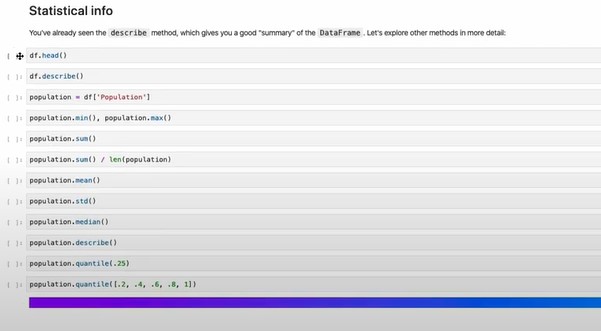 Statistical info
You've already seen the describe method, which gives you a good "summary" of the DataFrame . Let's explore other methods in more detail:
[ ]: df.head()
[ ]: df.describe()
[ ]: population = df['Population']
[ ]: population.min(), population.max()
[ ]: population.sum()
[ ]: population.sum() / len(population)
[ ]: population.mean()
[ ]: population.std()
[ ]: population.median()
[ ]: population.describe()
[ ]: population.quantile(.25)
[ ]: population.quantile([.2, .4, .6, .8, 1])